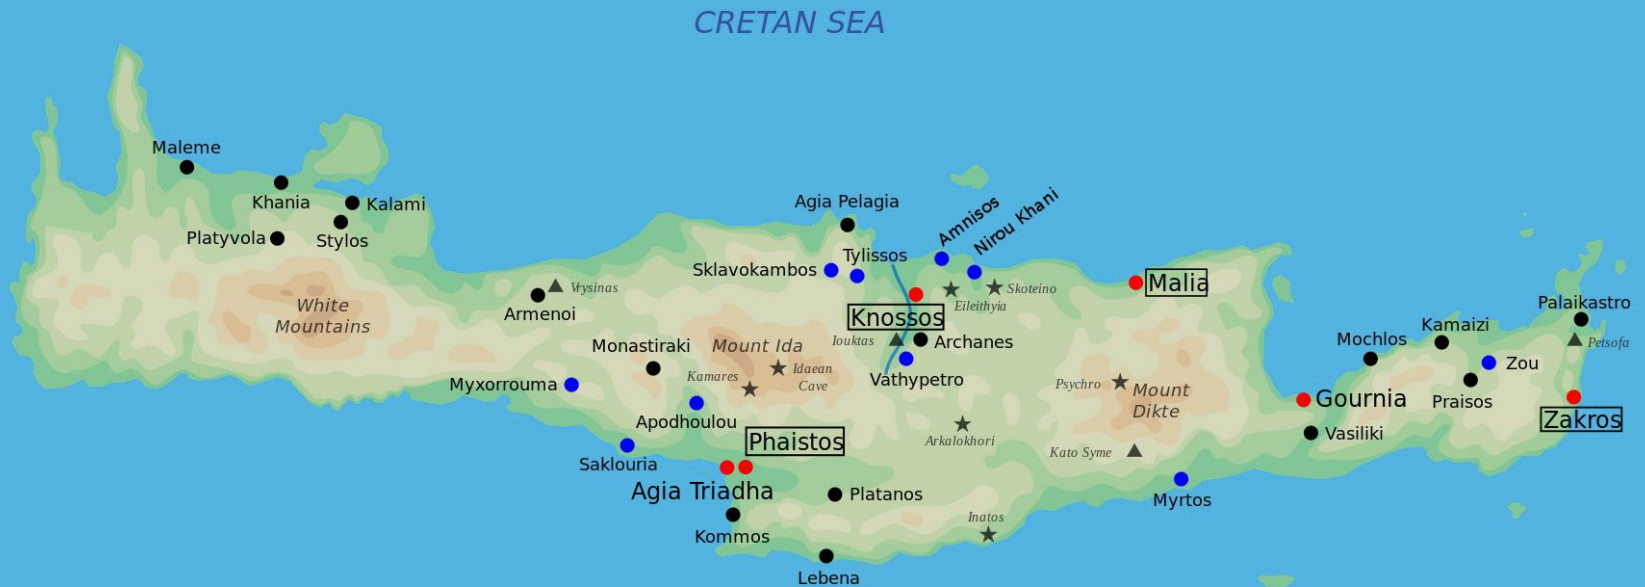 CRETAN SEA
Maleme
Khania
Kalami
Platyvola
Stylos
White
Mountains
Vrysinas
Armenoi
Agia Pelagia
Amnisos
Nirou Khani
Tylissos
Sklavokambos
Skoteino
Eileithyia
Malia
Knossos
Iouktas
Archanes
Vathypetro
Monastiraki
Mount Ida
Idaean
Cave
Kamares
Myxorrouma
Apodhoulou
Saklouria
Phaistos
Agia Triadha
Platanos
Kommos
Lebena
Inatos
Arkalokhori
Psychro
Mount
Dikte
Kato Syme
Myrtos
Gournia
Vasiliki
Mochlos
Kamaizi
Palaikastro
Petsofa
Zou
Praisos
Zakros